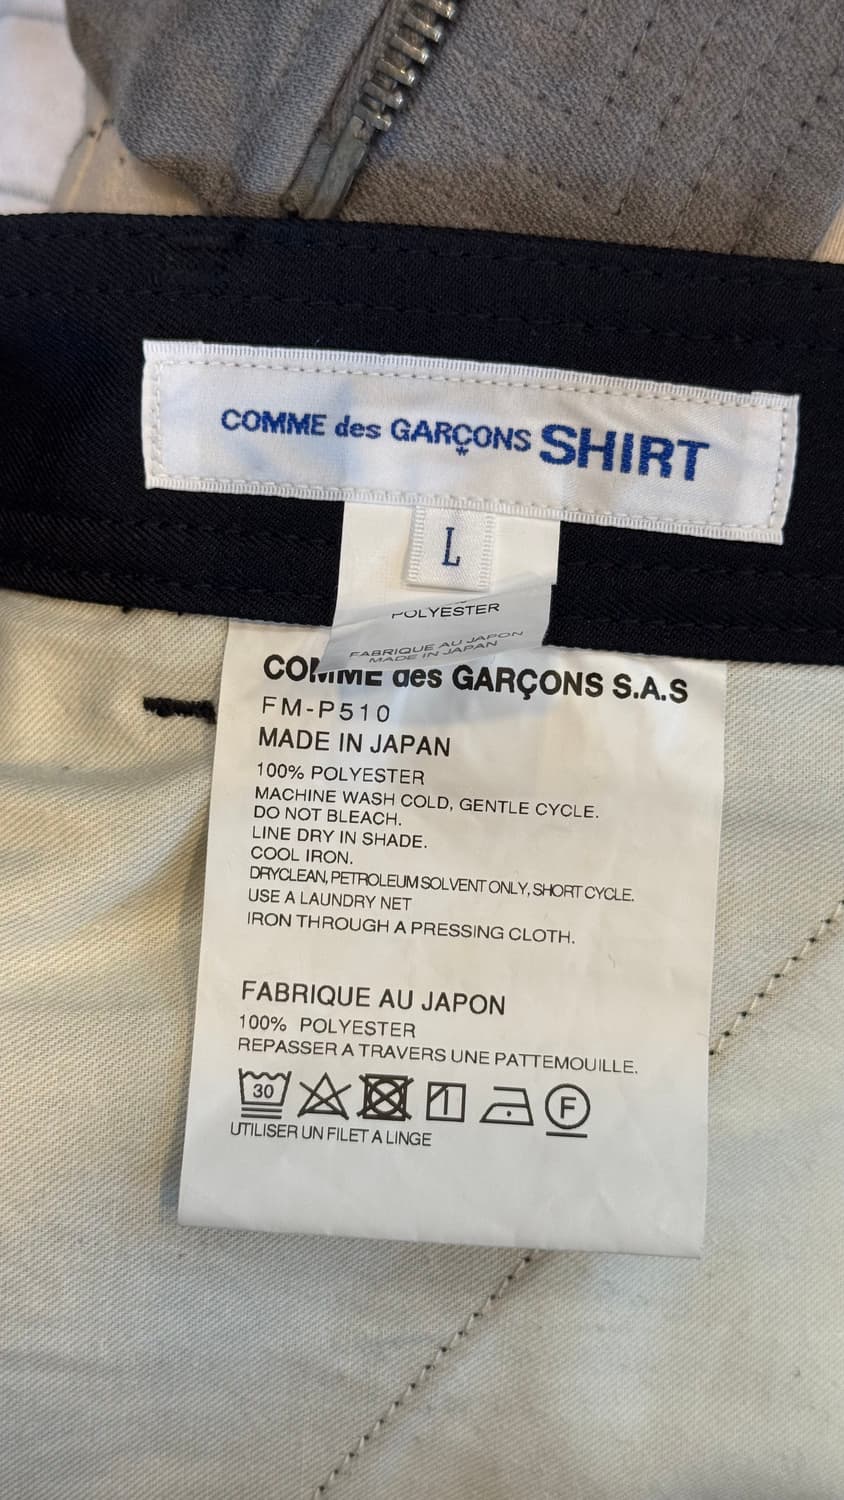 COMME des GARÇONS SHIRT
L
POLYESTER
FABRIQUE AU JAPON
MADE IN JAPAN
COMME des GARÇONS S.A.S
FM-P510
MADE IN JAPAN
100% POLYESTER
MACHINE WASH COLD, GENTLE CYCLE.
DO NOT BLEACH.
LINE DRY IN SHADE.
COOL IRON.
DRYCLEAN, PETROLEUM SOLVENT ONLY, SHORT CYCLE.
USE A LAUNDRY NET
IRON THROUGH A PRESSING CLOTH.
FABRIQUE AU JAPON
100% POLYESTER
REPASSER A TRAVERS UNE PATTEMOUILLE.
30 F
UTILISER UN FILET A LINGE